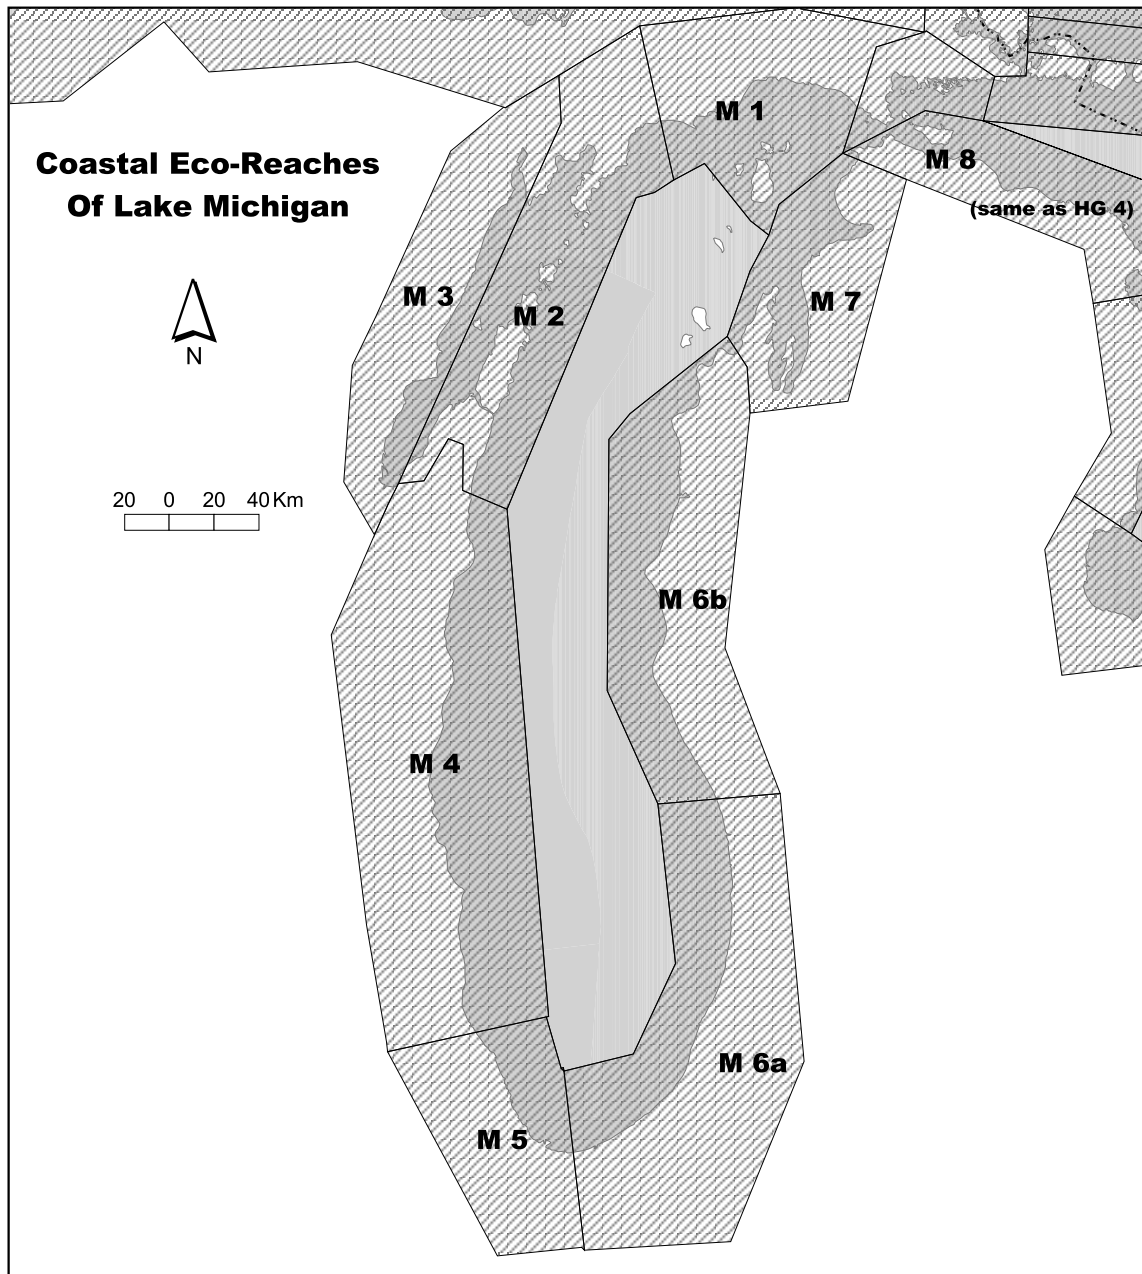 Coastal Eco-Reaches
Of Lake Michigan
M 1
M 8
(same as HG 4)
M 3
M 2
M 7
N
20 0 20 40 Km
M 6b
M 4
M 6a
M 5